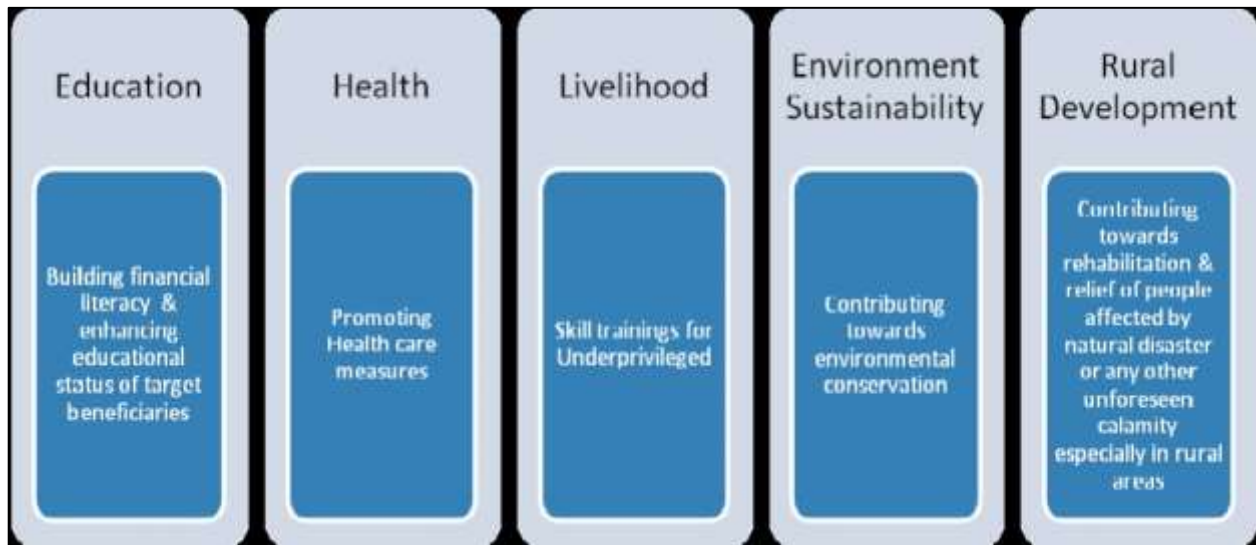 Education
Building financial
literacy &
enhancing
educational
status of target
beneficiaries
Health
Promoting
Health care
measures
Livelihood
Skill trainings for
Underprivileged
Environment
Sustainability
Contributing
towards
environmental
conservation
Rural
Development
Contributing
towards
rehabilitation &
relief of people
affected by
natural disaster
or any other
unforeseen
calamity
especially in rural
areas